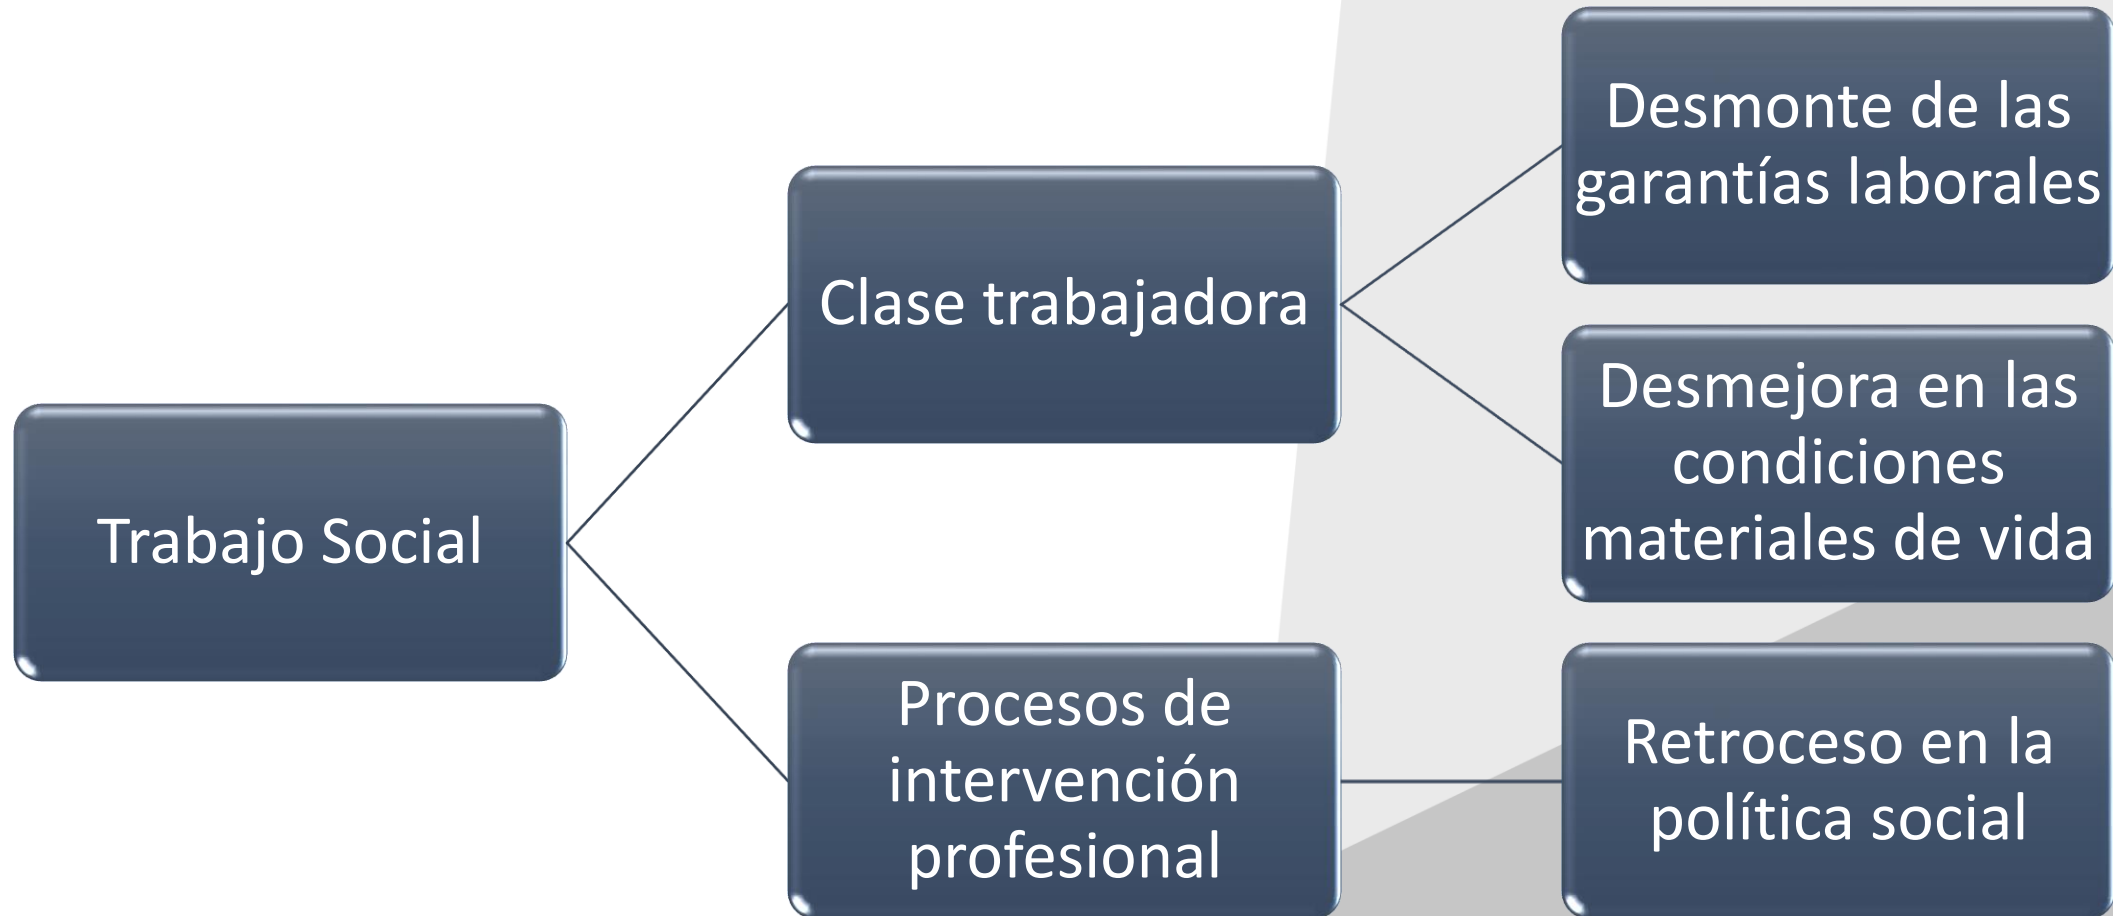 Trabajo Social
Clase trabajadora
Desmonte de las
garantías laborales
Desmejora en las
condiciones
materiales de vida
Procesos de
intervención
profesional
Retroceso en la
política social